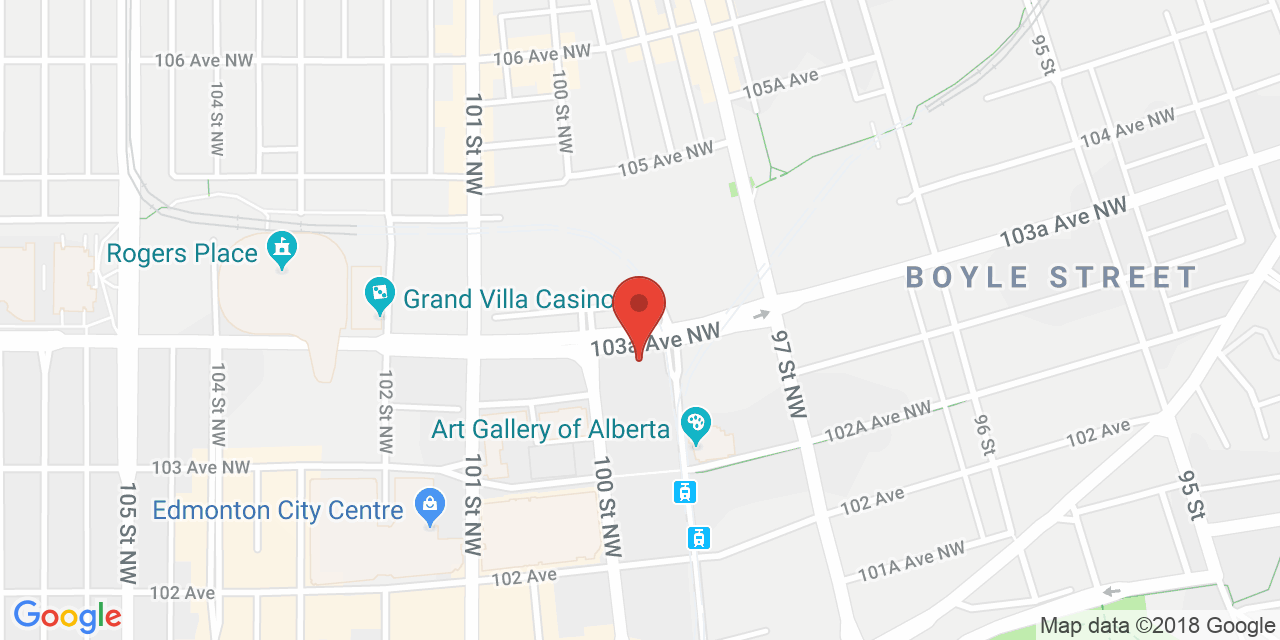 106 Ave NW
106 Ave NW
95 St
104 St NW
101 St NW
100 St NW
105A Ave
104 Ave NW
105 Ave NW
103a Ave NW
Rogers Place
BOYLE STREET
Grand Villa Casino
103a Ave NW
97 St NW
102 St NW
104 St NW
Art Gallery of Alberta
102A Ave NW
96 St
102 Ave
103 Ave NW
101 St NW
100 St NW
105 St NW
Edmonton City Centre
102 Ave
95 St
101A Ave NW
102 Ave
102 Ave
Google
Map data ©2018 Google